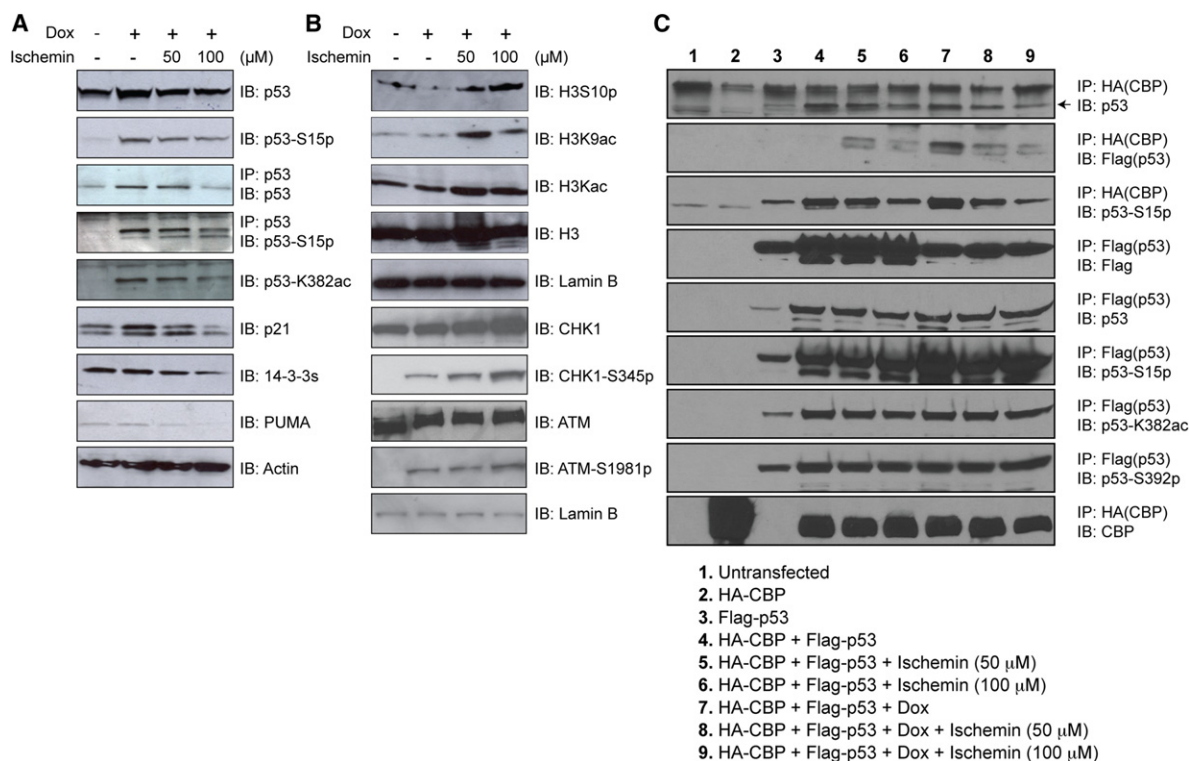 A
Dox - + + +
Ischemin - - 50 100 (μM)
IB: p53
IB: p53-S15p
IP: p53
IB: p53
IP: p53
IB: p53-S15p
IB: p53-K382ac
IB: p21
IB: 14-3-3s
IB: PUMA
IB: Actin
B
Dox - + + +
Ischemin - - 50 100 (μM)
IB: H3S10p
IB: H3K9ac
IB: H3Kac
IB: H3
IB: Lamin B
IB: CHK1
IB: CHK1-S345p
IB: ATM
IB: ATM-S1981p
IB: Lamin B
C
1 2 3 4 5 6 7 8 9
IP: HA(CBP)
IB: p53
IP: HA(CBP)
IB: Flag(p53)
IP: HA(CBP)
IB: p53-S15p
IP: Flag(p53)
IB: Flag
IP: Flag(p53)
IB: p53
IP: Flag(p53)
IB: p53-S15p
IP: Flag(p53)
IB: p53-K382ac
IP: Flag(p53)
IB: p53-S392p
IP: HA(CBP)
IB: CBP
1. Untransfected
2. HA-CBP
3. Flag-p53
4. HA-CBP + Flag-p53
5. HA-CBP + Flag-p53 + Ischemin (50 μM)
6. HA-CBP + Flag-p53 + Ischemin (100 μM)
7. HA-CBP + Flag-p53 + Dox
8. HA-CBP + Flag-p53 + Dox + Ischemin (50 μM)
9. HA-CBP + Flag-p53 + Dox + Ischemin (100 μM)